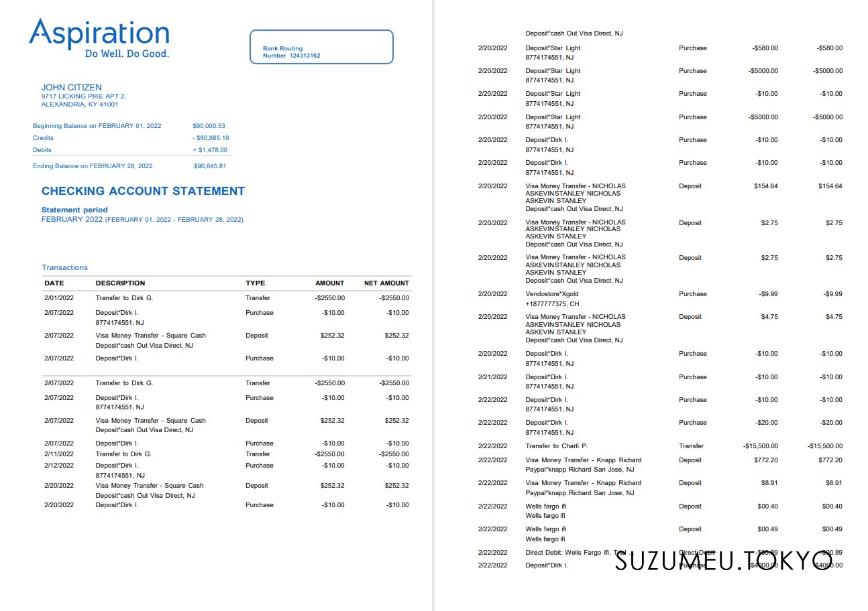 Aspiration
Do Well. Do Good.
Bank Routing
Number 124313162
JOHN CITIZEN
9717 LICKING PIKE APT 2.
ALEXANDRIA, KY 41001
Beginning Balance on FEBRUARY 01, 2022 $90,000.53
Credits - $80,885.19
Debits + $1,478.00
Ending Balance on FEBRUARY 28, 2022 $90,645.81
CHECKING ACCOUNT STATEMENT
Statement period
FEBRUARY 2022 (FEBRUARY 01, 2022 - FEBRUARY 28, 2022)
Transactions
DATE DESCRIPTION TYPE AMOUNT NET AMOUNT
2/01/2022 Transfer to Dirk G. Transfer -$2550.00 -$2550.00
2/07/2022 Deposit*Dirk I. Purchase -$10.00 -$10.00
8774174551, NJ
2/07/2022 Visa Money Transfer - Square Cash Deposit $252.32 $252.32
Deposit*cash Out Visa Direct, NJ
2/07/2022 Deposit*Dirk I. Purchase -$10.00 -$10.00
2/07/2022 Transfer to Dirk G. Transfer -$2550.00 -$2550.00
2/07/2022 Deposit*Dirk I. Purchase -$10.00 -$10.00
8774174551, NJ
2/07/2022 Visa Money Transfer - Square Cash Deposit $252.32 $252.32
Deposit*cash Out Visa Direct, NJ
2/07/2022 Deposit*Dirk I. Purchase -$10.00 -$10.00
2/11/2022 Transfer to Dirk G. Transfer -$2550.00 -$2550.00
2/12/2022 Deposit*Dirk I. Purchase -$10.00 -$10.00
8774174551, NJ
2/20/2022 Visa Money Transfer - Square Cash Deposit $252.32 $252.32
Deposit*cash Out Visa Direct, NJ
2/20/2022 Deposit*Dirk I. Purchase -$10.00 -$10.00
Deposit*cash Out Visa Direct, NJ
2/20/2022 Deposit*Star Light Purchase -$580.00 -$580.00
8774174551, NJ
2/20/2022 Deposit*Star Light Purchase -$5000.00 -$5000.00
8774174551, NJ
2/20/2022 Deposit*Star Light Purchase -$10.00 -$10.00
8774174551, NJ
2/20/2022 Deposit*Star Light Purchase -$5000.00 -$5000.00
8774174551, NJ
2/20/2022 Deposit*Dirk I. Purchase -$10.00 -$10.00
8774174551, NJ
2/20/2022 Deposit*Dirk I. Purchase -$10.00 -$10.00
8774174551, NJ
2/20/2022 Visa Money Transfer - NICHOLAS Deposit $154.64 $154.64
ASKEVINSTANLEY NICHOLAS
ASKEVIN STANLEY
Deposit*cash Out Visa Direct, NJ
2/20/2022 Visa Money Transfer - NICHOLAS Deposit $2.75 $2.75
ASKEVINSTANLEY NICHOLAS
ASKEVIN STANLEY
Deposit*cash Out Visa Direct, NJ
2/20/2022 Visa Money Transfer - NICHOLAS Deposit $2.75 $2.75
ASKEVINSTANLEY NICHOLAS
ASKEVIN STANLEY
Deposit*cash Out Visa Direct, NJ
2/20/2022 Vendostore*Xgold Purchase -$9.99 -$9.99
+1877777375, CH
2/20/2022 Visa Money Transfer - NICHOLAS Deposit $4.75 $4.75
ASKEVINSTANLEY NICHOLAS
ASKEVIN STANLEY
Deposit*cash Out Visa Direct, NJ
2/20/2022 Deposit*Dirk I. Purchase -$10.00 -$10.00
8774174551, NJ
2/21/2022 Deposit*Dirk I. Purchase -$10.00 -$10.00
8774174551, NJ
2/22/2022 Deposit*Dirk I. Purchase -$10.00 -$10.00
8774174551, NJ
2/22/2022 Deposit*Dirk I. Purchase -$20.00 -$20.00
8774174551, NJ
2/22/2022 Transfer to Charli P. Transfer -$15,500.00 -$15,500.00
2/22/2022 Visa Money Transfer - Knapp Richard Deposit $772.20 $772.20
Paypal*knapp Richard San Jose, NJ
2/22/2022 Visa Money Transfer - Knapp Richard Deposit $8.91 $8.91
Paypal*knapp Richard San Jose, NJ
2/22/2022 Wells fargo ifi Deposit $00.40 $00.40
Wells fargo ifi
2/22/2022 Wells fargo ifi Deposit $00.49 $00.49
Wells fargo ifi
2/22/2022 Direct Debit: Wells Fargo Ifi, Direct Debit
2/22/2022 Deposit*Dirk I. Purchase
SUZUMEU.TOKYO